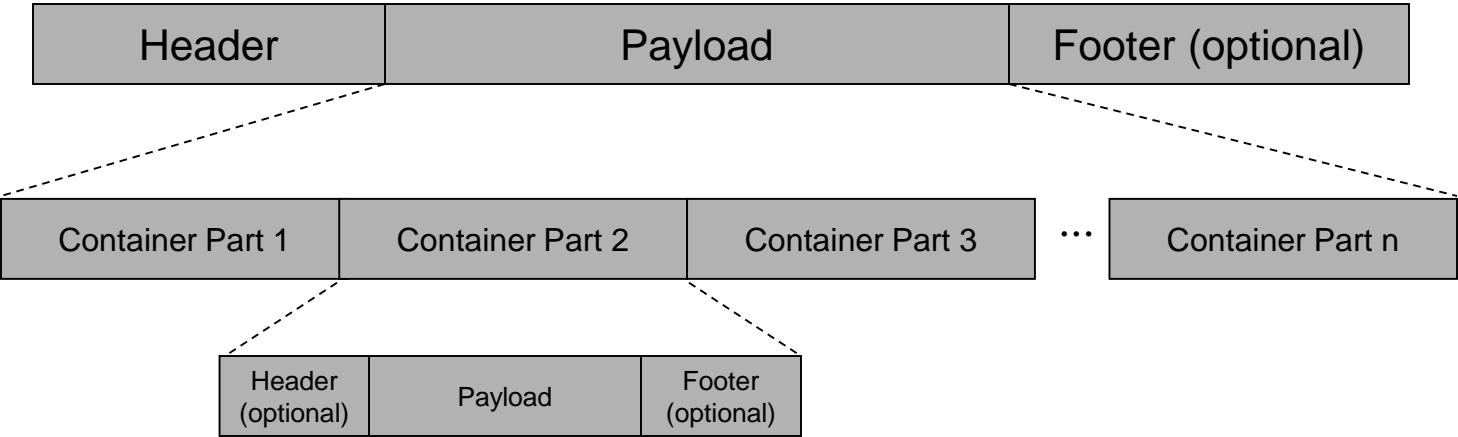 Header Payload Footer (optional)
Container Part 1 Container Part 2 Container Part 3 ... Container Part n
Header
(optional)
Payload
Footer
(optional)